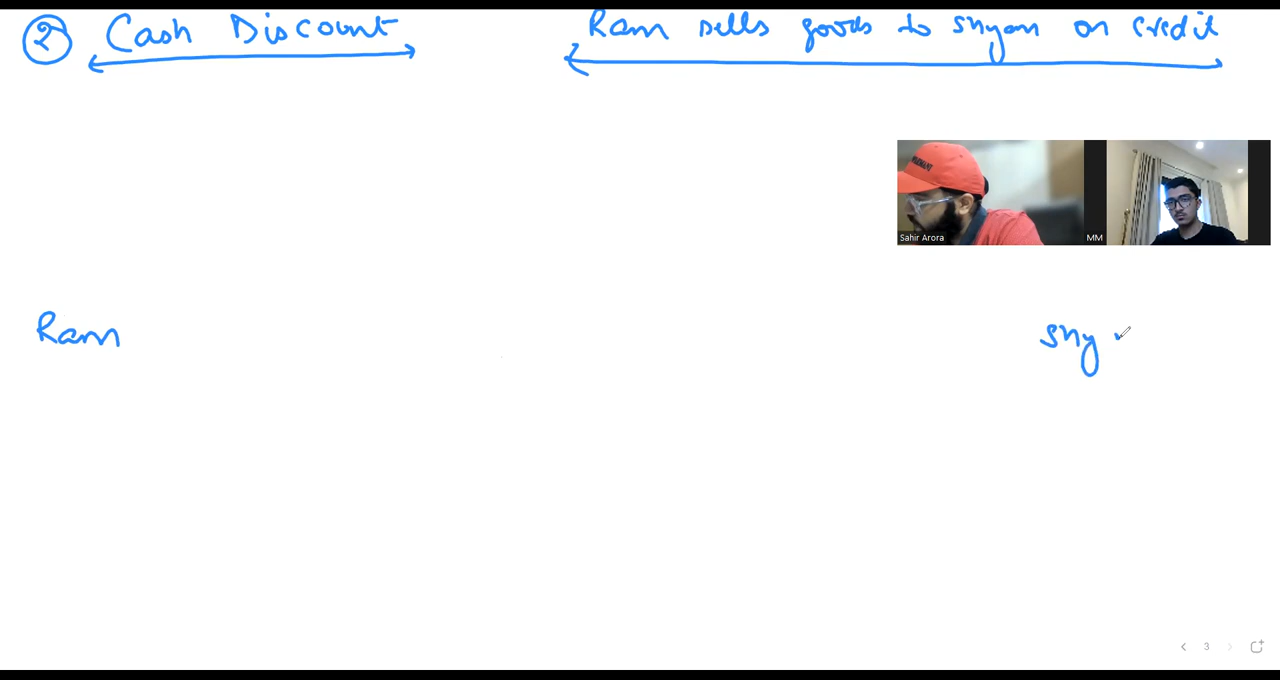 2 Cash Discount
Ram sells goods to Shyam on credit
Sahir Arora
MM
Ram
Shy
3